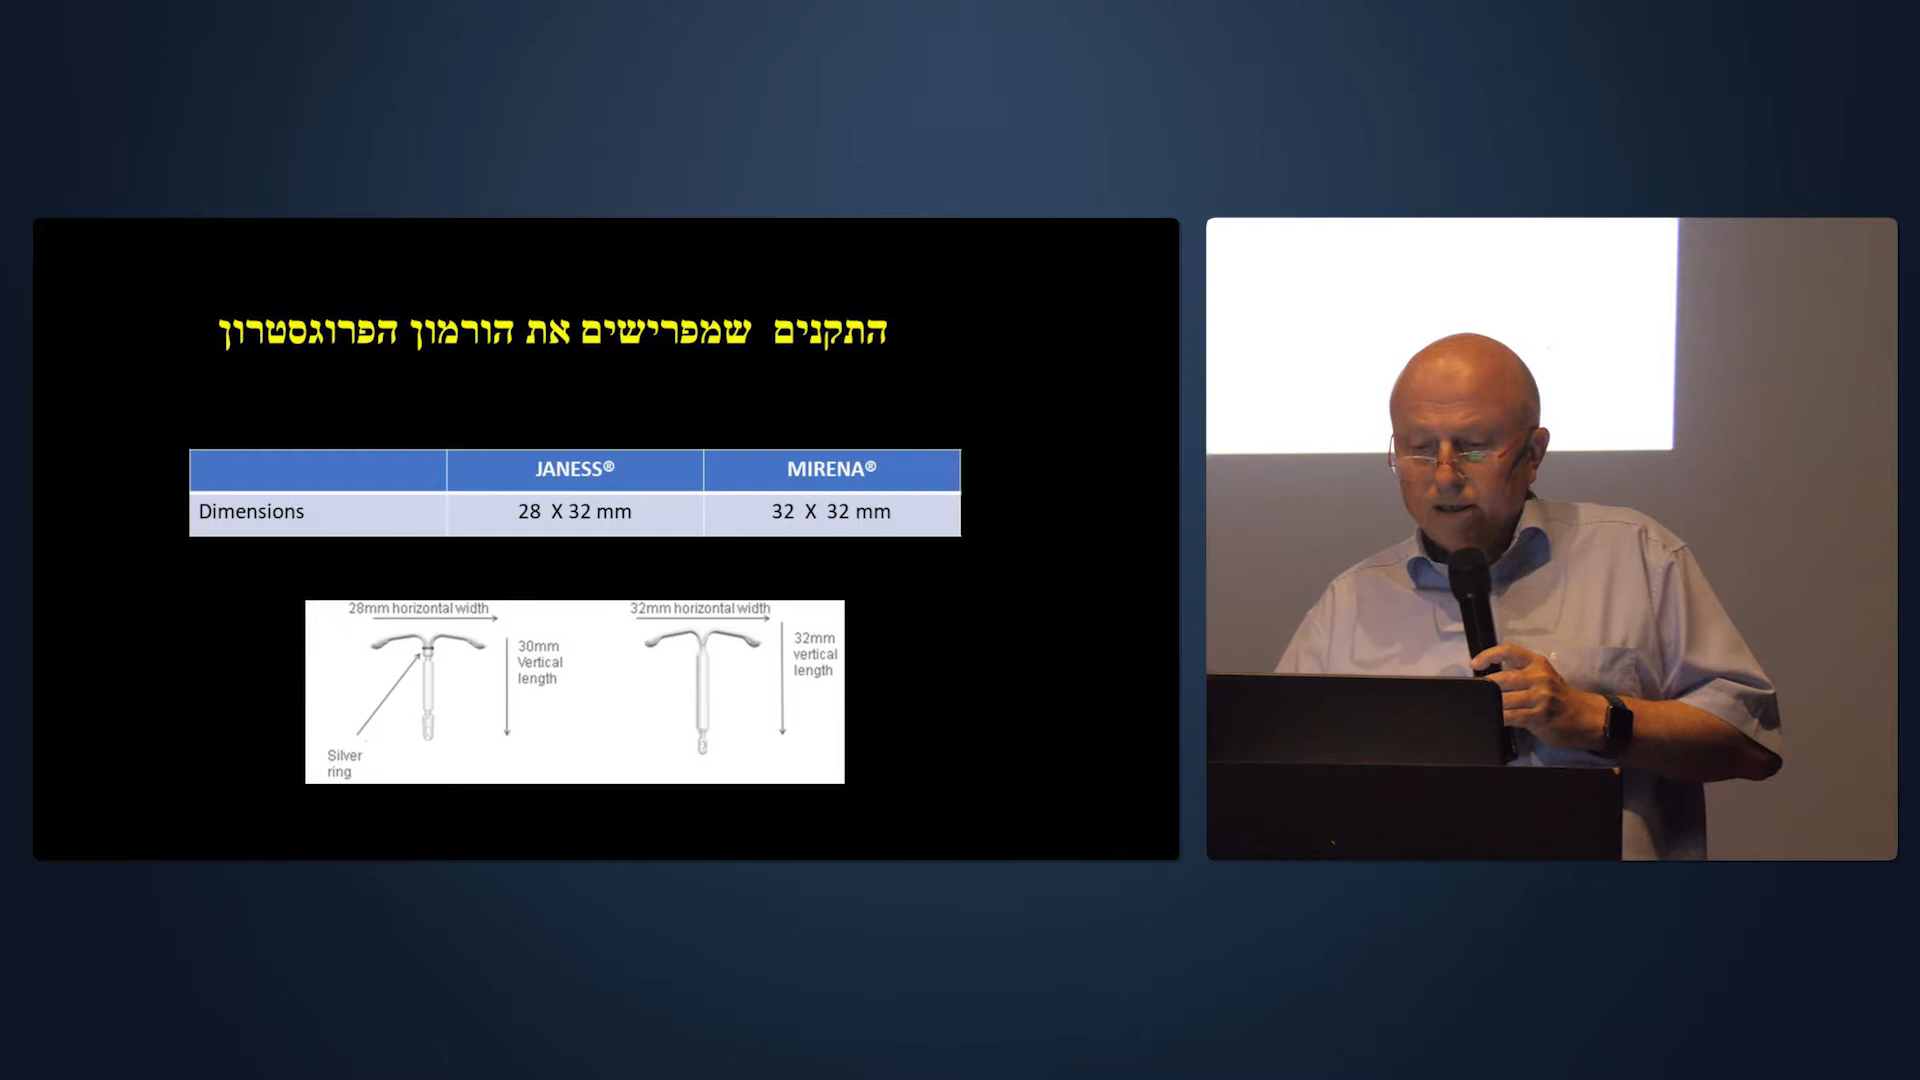 התקנים שמפרישים את הורמון הפרוגסטרון
JANESS® MIRENA®
Dimensions 28 X 32 mm 32 X 32 mm
28mm horizontal width
30mm
Vertical
length
Silver
ring
32mm horizontal width
32mm
vertical
length